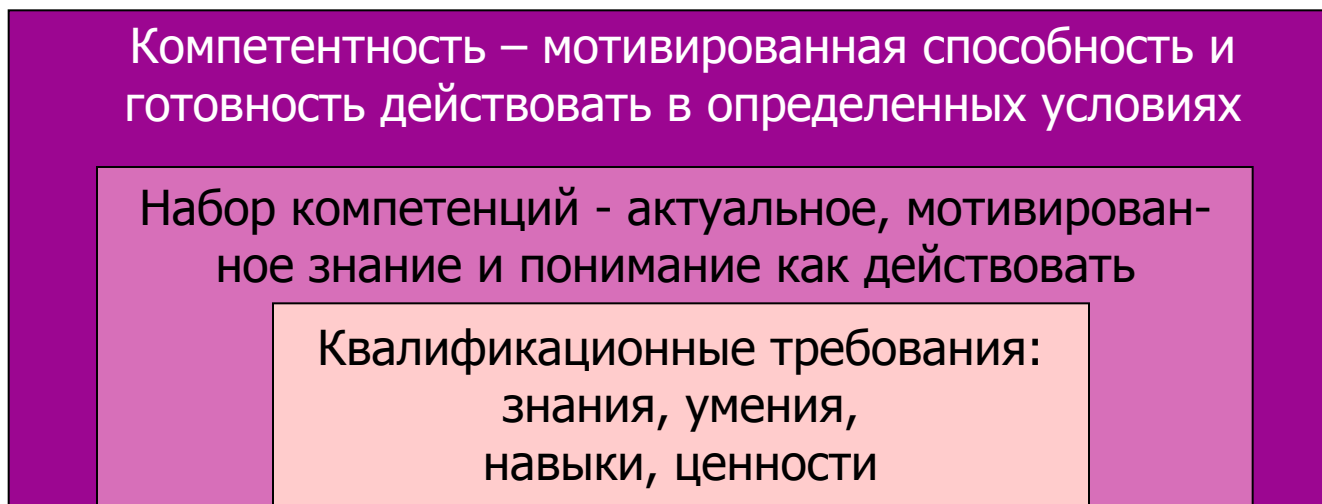 Компетентность – мотивированная способность и
готовность действовать в определенных условиях
Набор компетенций - актуальное, мотивирован-
ное знание и понимание как действовать
Квалификационные требования:
знания, умения,
навыки, ценности